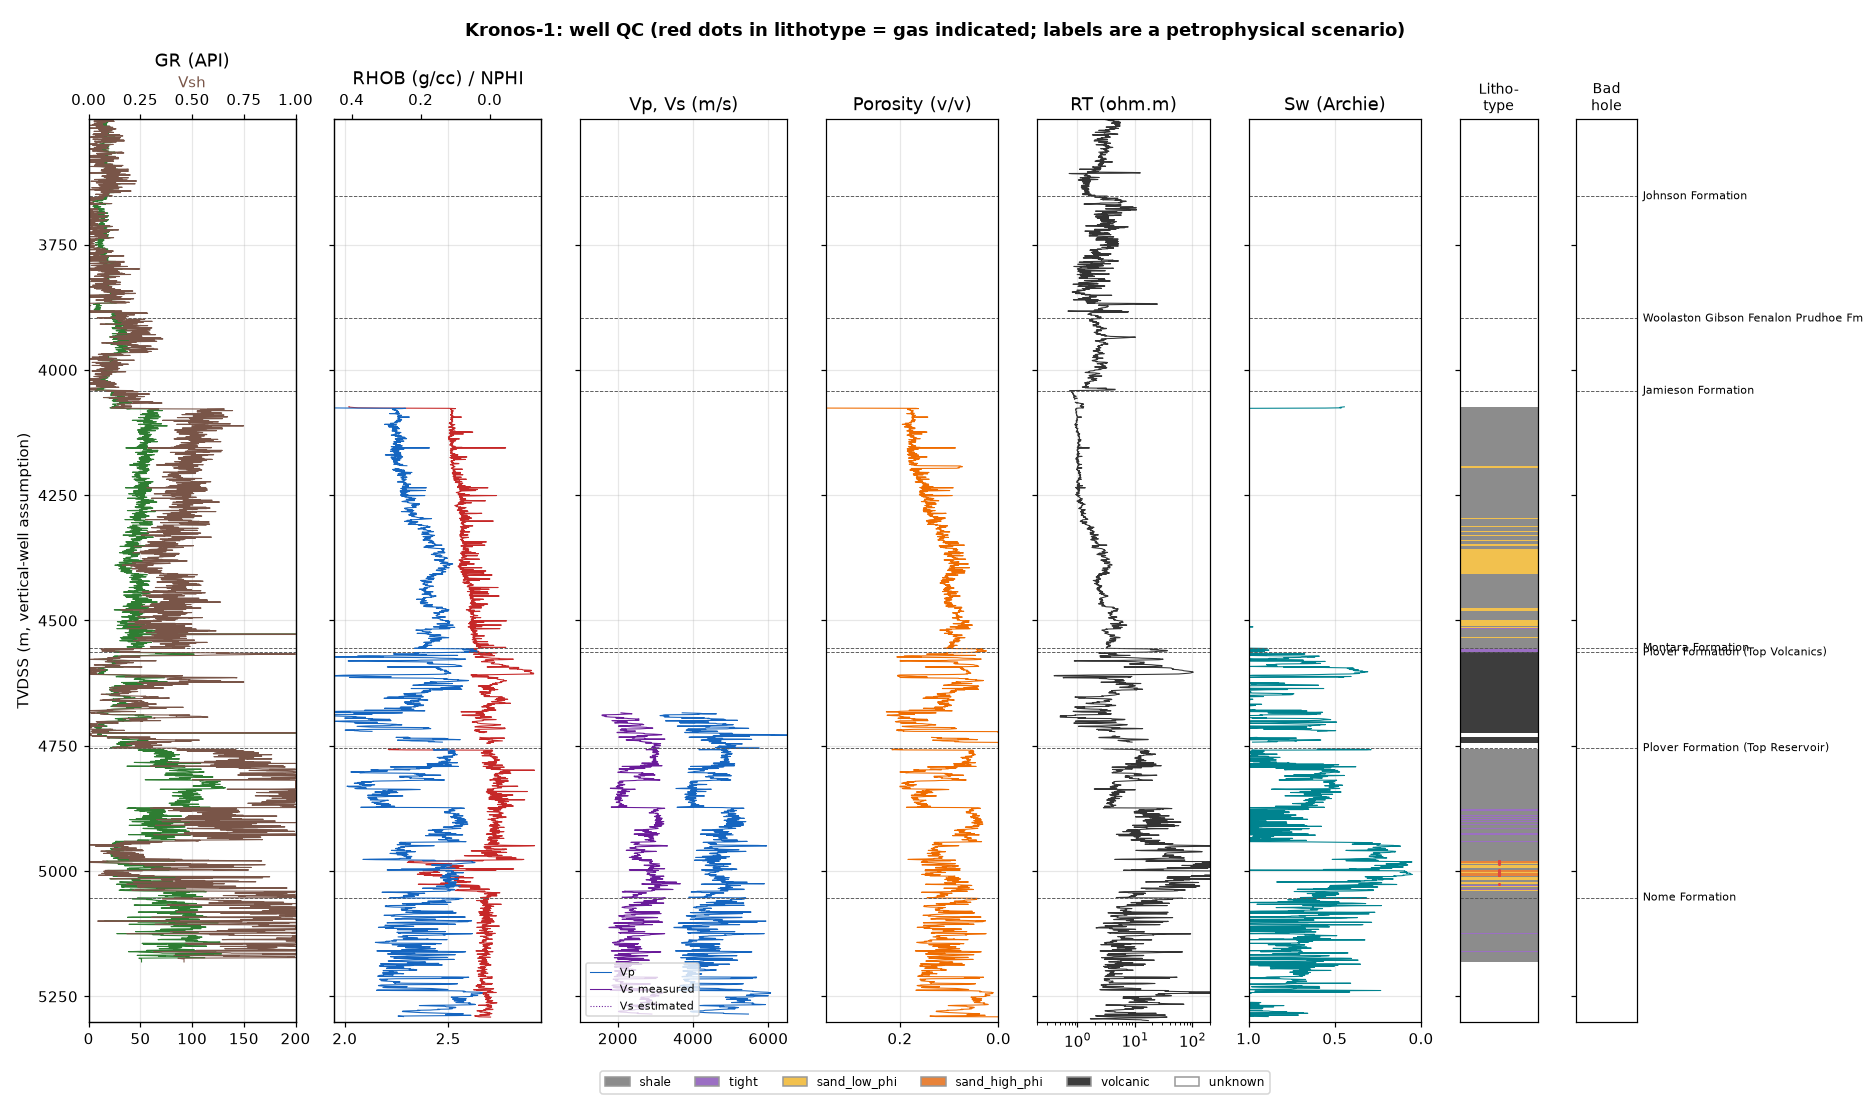 Kronos-1: well QC (red dots in lithotype = gas indicated; labels are a petrophysical scenario)
GR (API)
Vsh
0.00 0.25 0.50 0.75 1.00
RHOB (g/cc) / NPHI
0.4 0.2 0.0
Vp, Vs (m/s)
Porosity (v/v)
RT (ohm.m)
Sw (Archie)
Litho-
type
Bad
hole
TVDSS (m, vertical-well assumption)
3750
4000
4250
4500
4750
5000
5250
Johnson Formation
Woolaston Gibson Fenalon Prudhoe Fm
Jamieson Formation
Montara Formation
Plover Formation (Top Volcanics)
Plover Formation (Top Reservoir)
Nome Formation
Vp
Vs measured
Vs estimated
0 50 100 150 200
2.0 2.5
2000 4000 6000
0.2 0.0
10⁰ 10¹ 10²
1.0 0.5 0.0
shale tight sand_low_phi sand_high_phi volcanic unknown